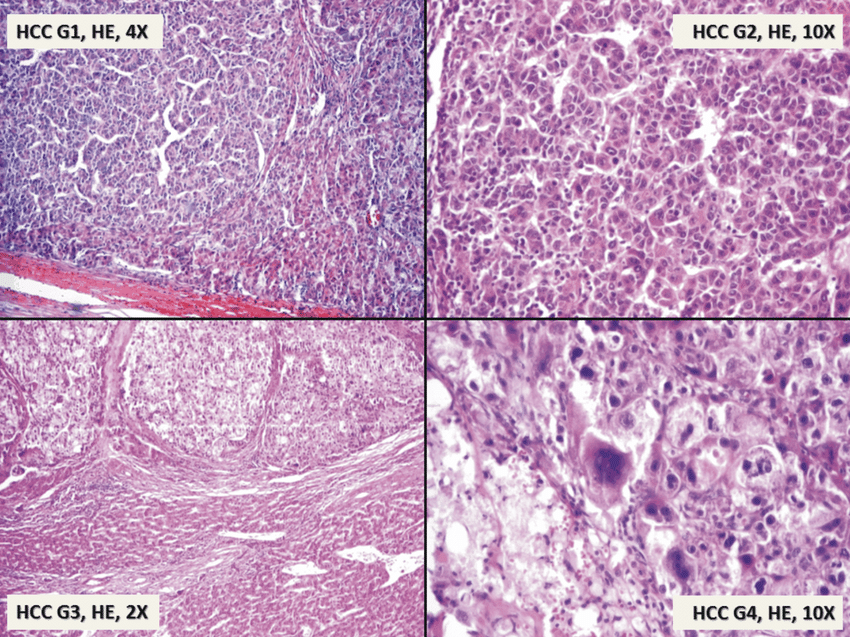 HCC G1, HE, 4X
HCC G2, HE, 10X
HCC G3, HE, 2X
HCC G4, HE, 10X